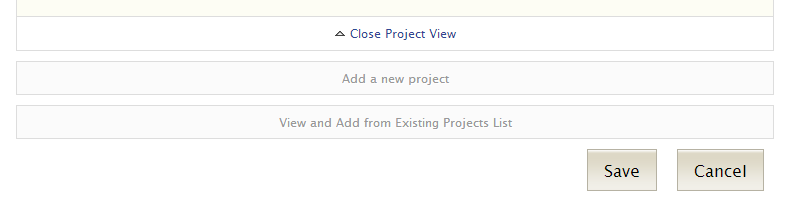 Close Project View
Add a new project
View and Add from Existing Projects List
Save Cancel